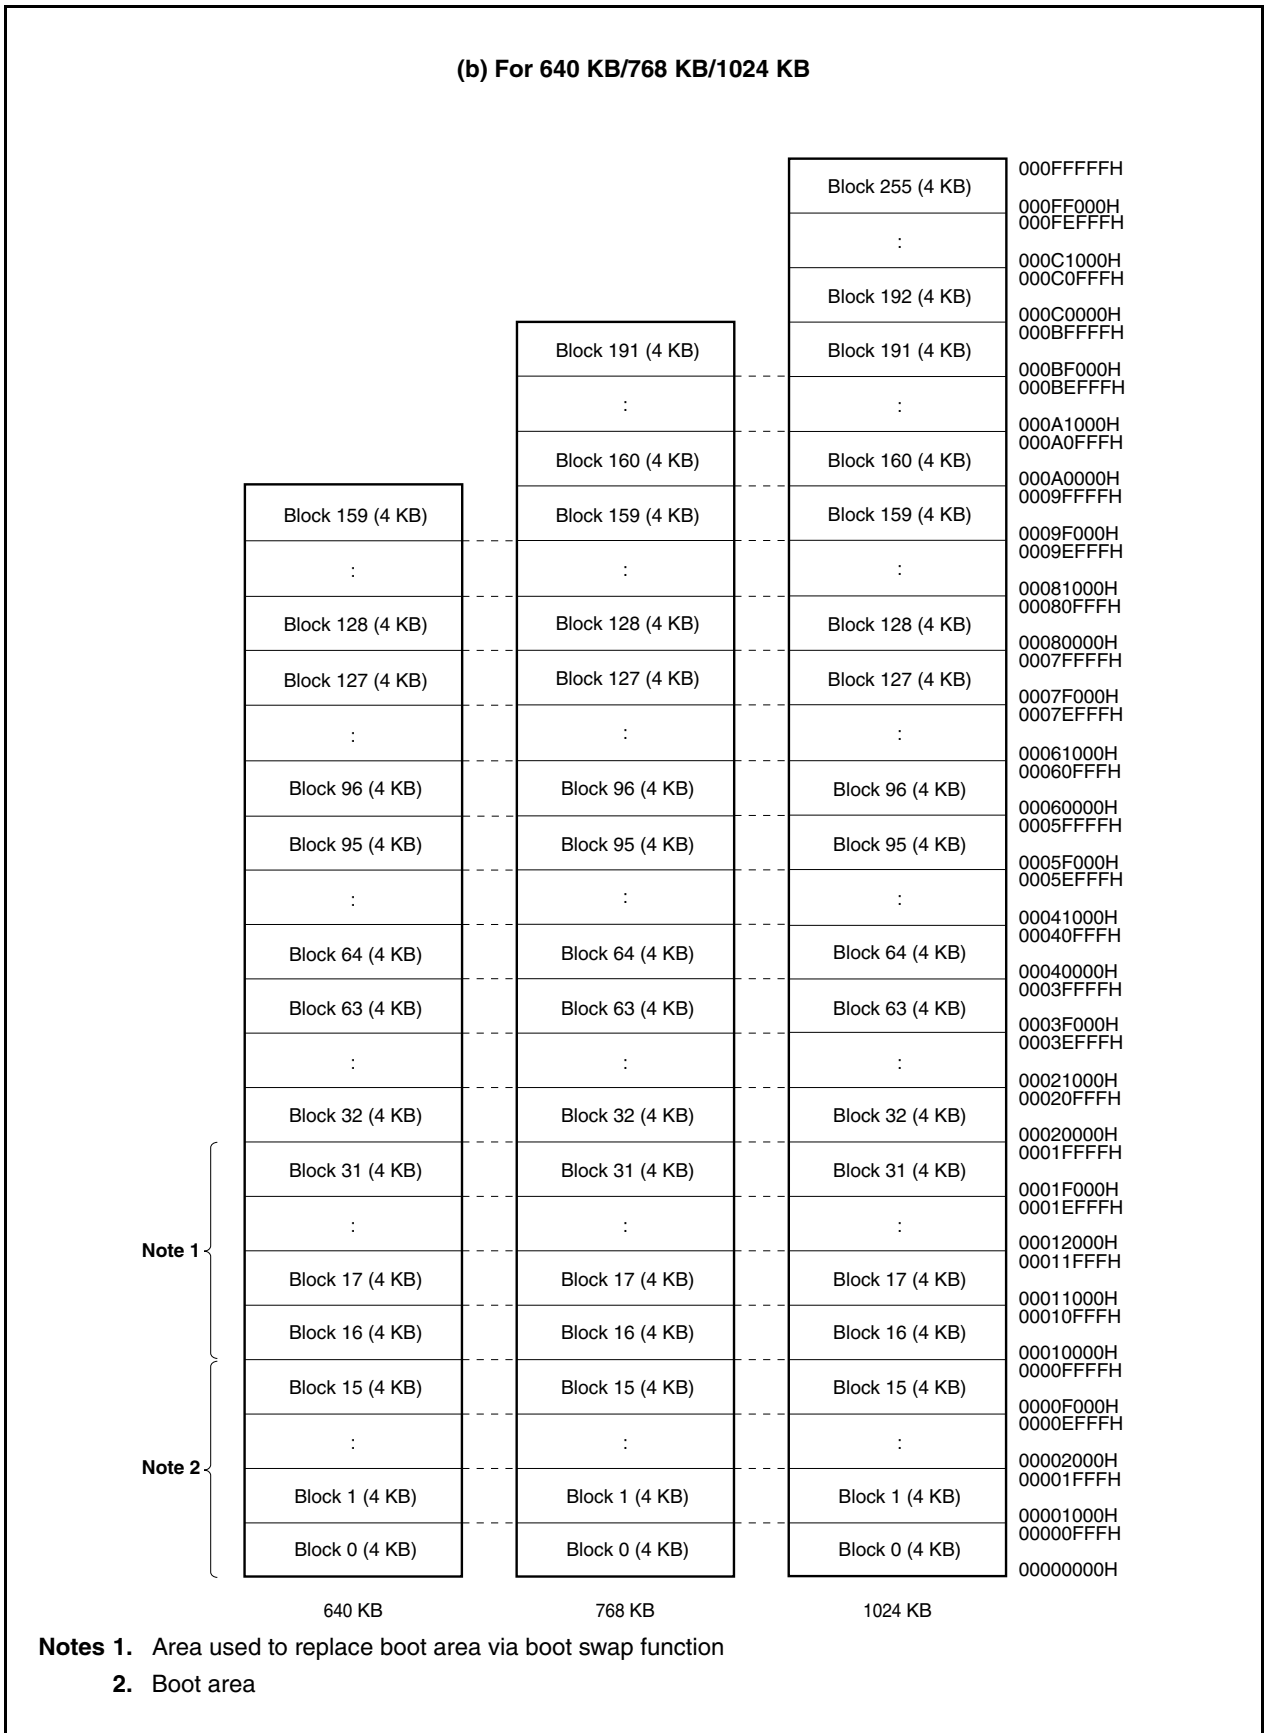 (b) For 640 KB/768 KB/1024 KB
Block 255 (4 KB) 000FFFFFH
000FF000H
: 000FEFFFH
000C1000H
Block 192 (4 KB) 000C0FFFH
000C0000H
Block 191 (4 KB) Block 191 (4 KB) 000BFFFFH
000BF000H
: : 000BEFFFH
000A1000H
Block 160 (4 KB) Block 160 (4 KB) 000A0FFFH
000A0000H
Block 159 (4 KB) Block 159 (4 KB) Block 159 (4 KB) 0009FFFFH
0009F000H
: : : 0009EFFFH
00081000H
Block 128 (4 KB) Block 128 (4 KB) Block 128 (4 KB) 00080FFFH
00080000H
Block 127 (4 KB) Block 127 (4 KB) Block 127 (4 KB) 0007FFFFH
0007F000H
: : : 0007EFFFH
00061000H
Block 96 (4 KB) Block 96 (4 KB) Block 96 (4 KB) 00060FFFH
00060000H
Block 95 (4 KB) Block 95 (4 KB) Block 95 (4 KB) 0005FFFFH
0005F000H
: : : 0005EFFFH
00041000H
Block 64 (4 KB) Block 64 (4 KB) Block 64 (4 KB) 00040FFFH
00040000H
Block 63 (4 KB) Block 63 (4 KB) Block 63 (4 KB) 0003FFFFH
0003F000H
: : : 0003EFFFH
00021000H
Block 32 (4 KB) Block 32 (4 KB) Block 32 (4 KB) 00020FFFH
00020000H
Block 31 (4 KB) Block 31 (4 KB) Block 31 (4 KB) 0001FFFFH
0001F000H
: : : 0001EFFFH
Note 1 00012000H
Block 17 (4 KB) Block 17 (4 KB) Block 17 (4 KB) 00011FFFH
00011000H
Block 16 (4 KB) Block 16 (4 KB) Block 16 (4 KB) 00010FFFH
00010000H
Block 15 (4 KB) Block 15 (4 KB) Block 15 (4 KB) 0000FFFFH
0000F000H
: : : 0000EFFFH
Note 2 00002000H
Block 1 (4 KB) Block 1 (4 KB) Block 1 (4 KB) 00001FFFH
00001000H
Block 0 (4 KB) Block 0 (4 KB) Block 0 (4 KB) 00000FFFH
00000000H
640 KB 768 KB 1024 KB
Notes 1. Area used to replace boot area via boot swap function
2. Boot area